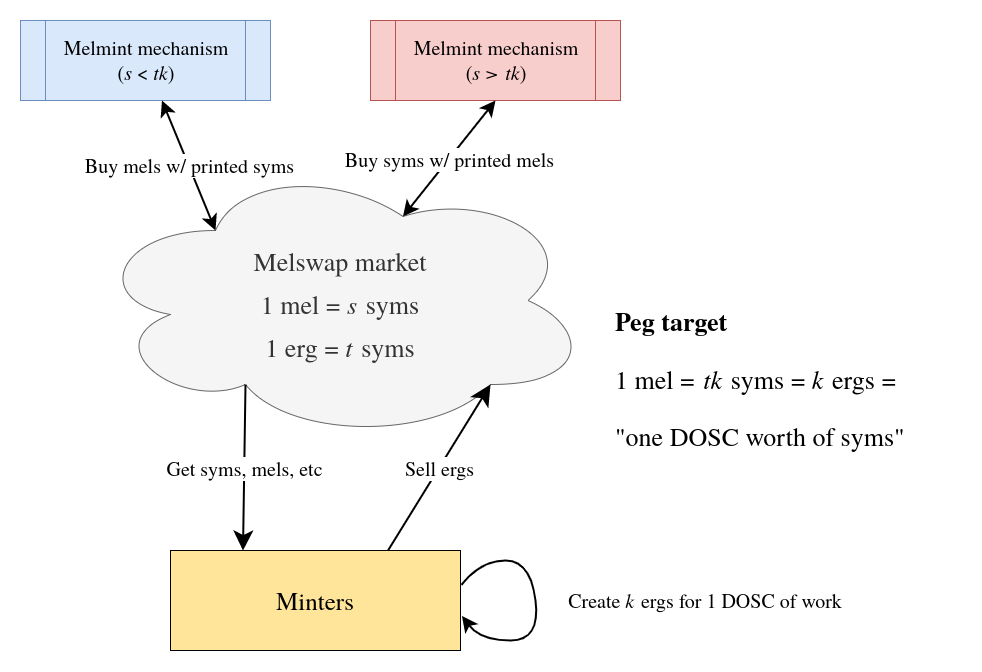 Melmint mechanism
(s < tk)
Melmint mechanism
(s > tk)
Buy mels w/ printed syms
Buy syms w/ printed mels
Melswap market
1 mel = s syms
1 erg = t syms
Peg target
1 mel = tk syms = k ergs =
"one DOSC worth of syms"
Get syms, mels, etc
Sell ergs
Minters
Create k ergs for 1 DOSC of work